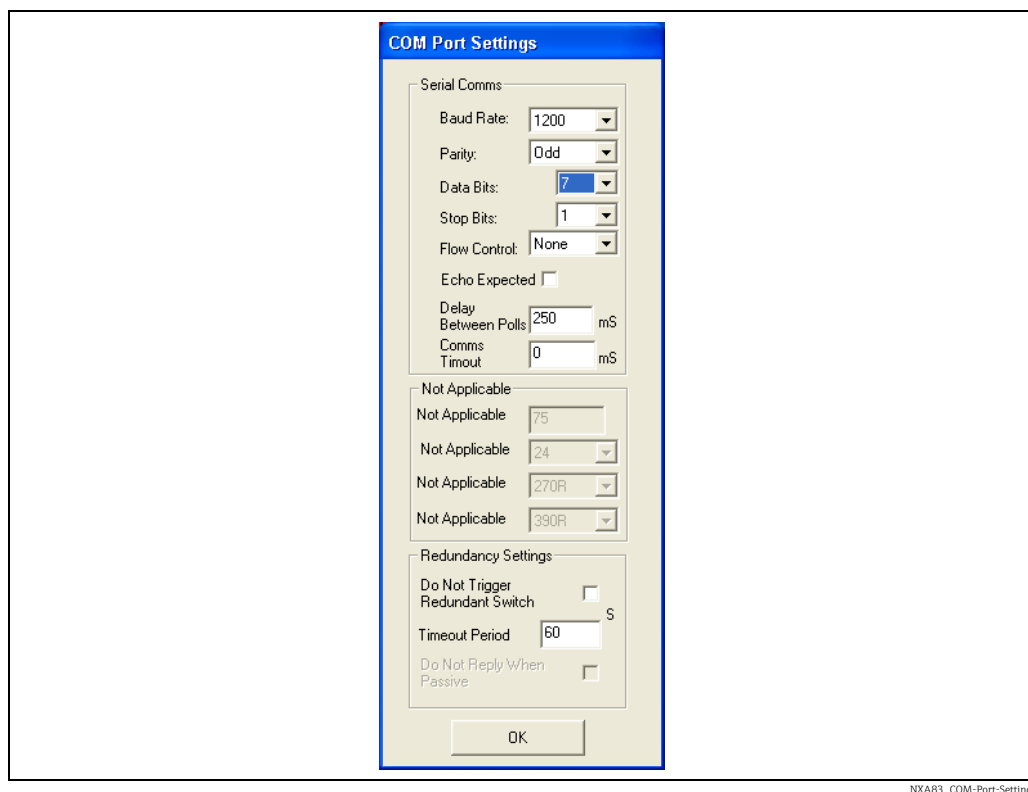 COM Port Settings
Serial Comms
Baud Rate: 1200
Parity: Odd
Data Bits: 7
Stop Bits: 1
Flow Control: None
Echo Expected
Delay
Between Polls 250 mS
Comms
Timout 0 mS
Not Applicable
Not Applicable 75
Not Applicable 24
Not Applicable 270R
Not Applicable 390R
Redundancy Settings
Do Not Trigger
Redundant Switch
S
Timeout Period 60
Do Not Reply When
Passive
OK
NXA83_COM-Port-Setting